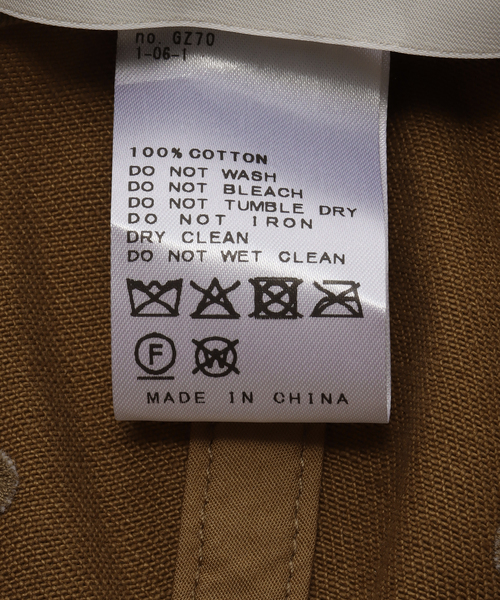 no. GZ70
1-06-1
100% COTTON
DO NOT WASH
DO NOT BLEACH
DO NOT TUMBLE DRY
DO NOT IRON
DRY CLEAN
DO NOT WET CLEAN
F W
MADE IN CHINA